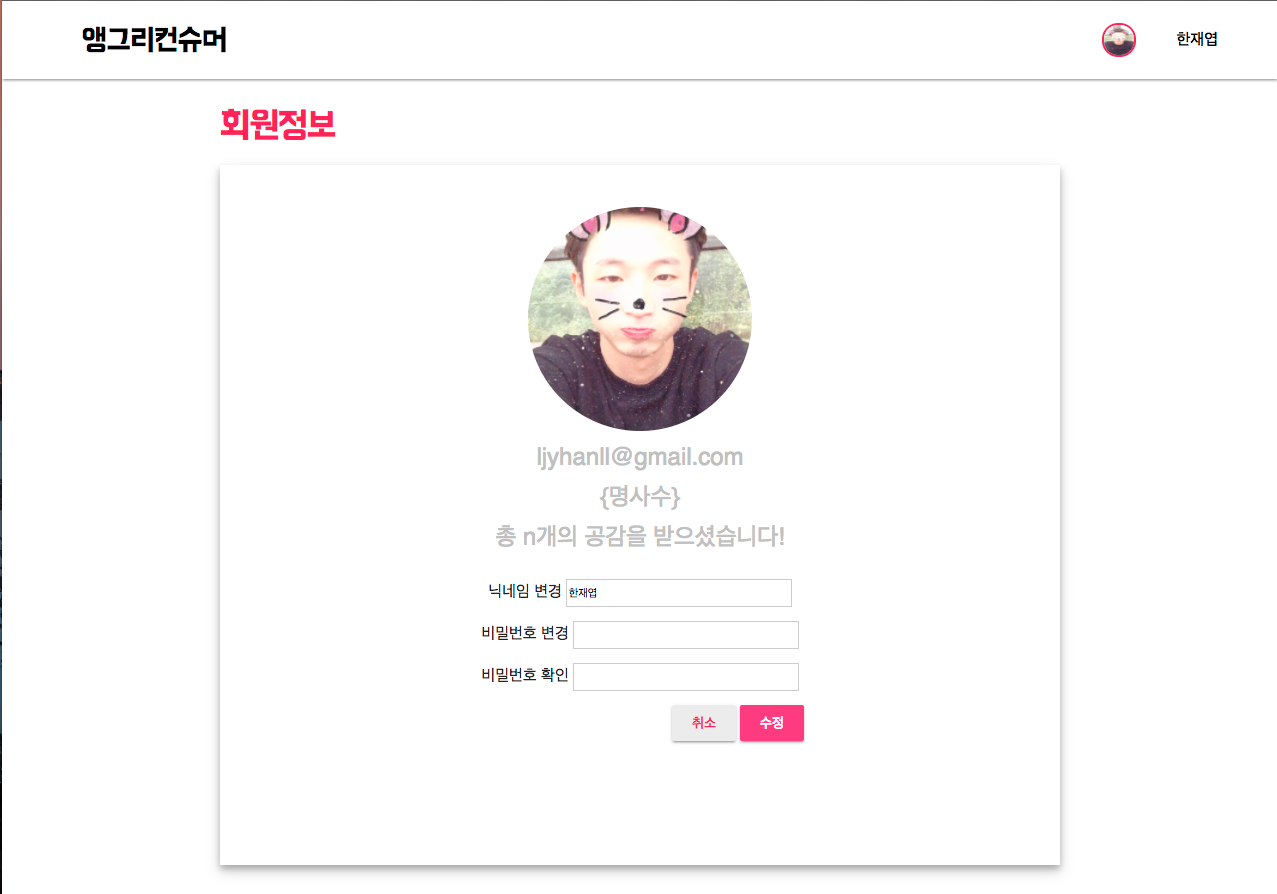 앵그리컨슈머
한재엽
회원정보
ljyhanll@gmail.com
{명사수}
총 n개의 공감을 받으셨습니다!
닉네임 변경 한재엽
비밀번호 변경
비밀번호 확인
취소 수정